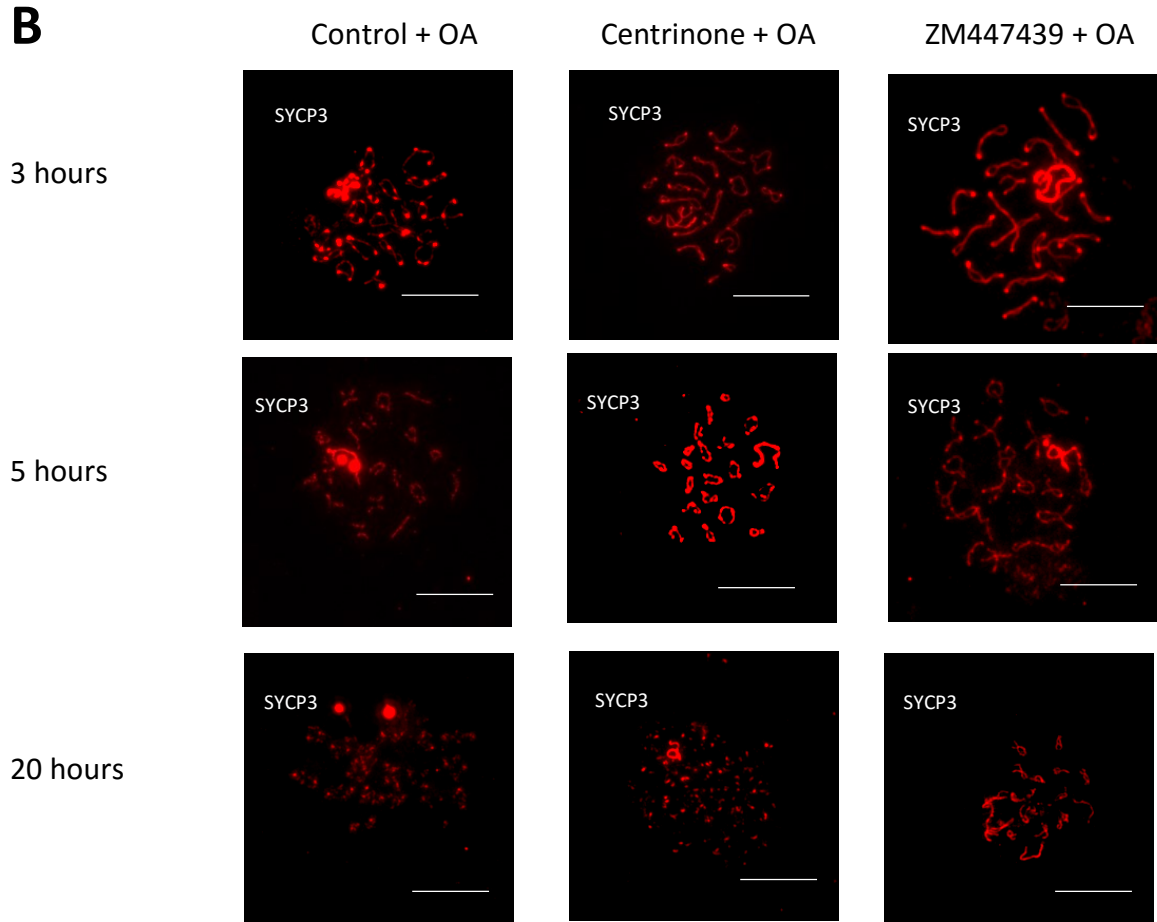 B
Control + OA
Centrinone + OA
ZM447439 + OA
3 hours
SYCP3
SYCP3
SYCP3
5 hours
SYCP3
SYCP3
SYCP3
20 hours
SYCP3
SYCP3
SYCP3